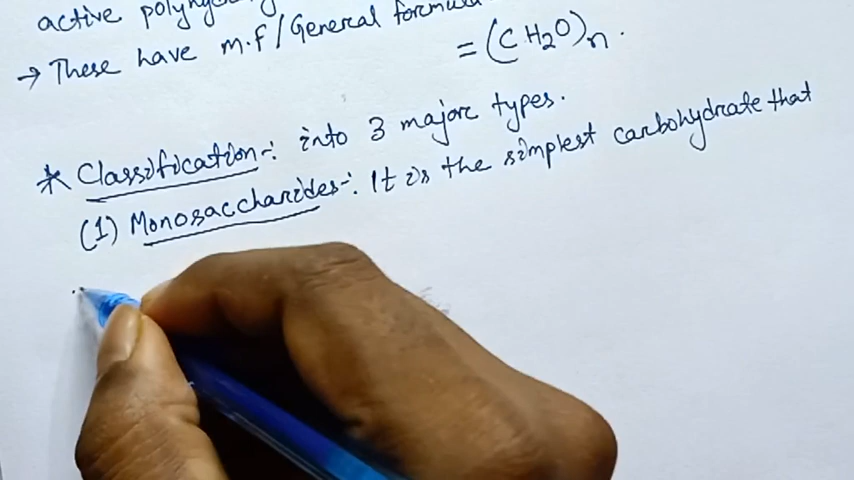 active polyhydroxy
→ These have m.f/General formula
= (CH₂O)n.
* Classification:- into 3 major types.
(1) Monosaccharides:- It is the simplest carbohydrate that